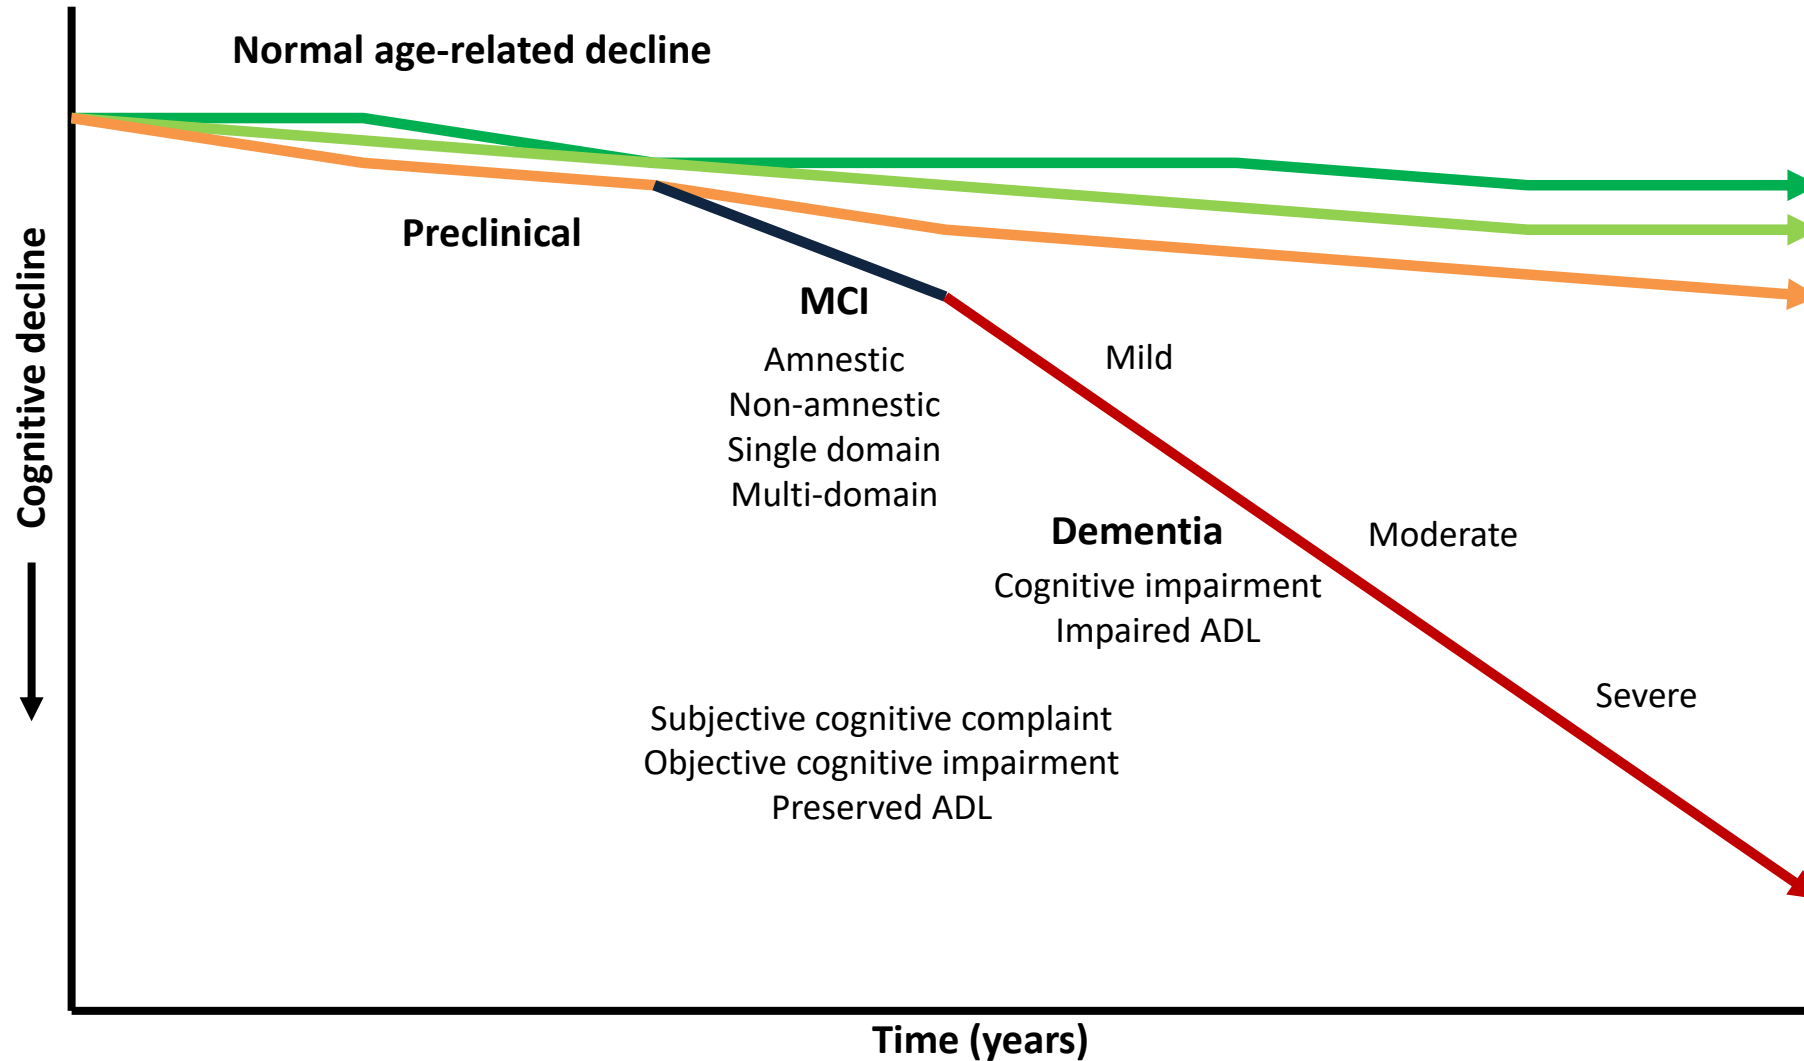 Normal age-related decline
Preclinical
Cognitive decline
MCI
Amnestic
Non-amnestic
Single domain
Multi-domain
Mild
Dementia
Cognitive impairment
Impaired ADL
Moderate
Severe
Subjective cognitive complaint
Objective cognitive impairment
Preserved ADL
Time (years)